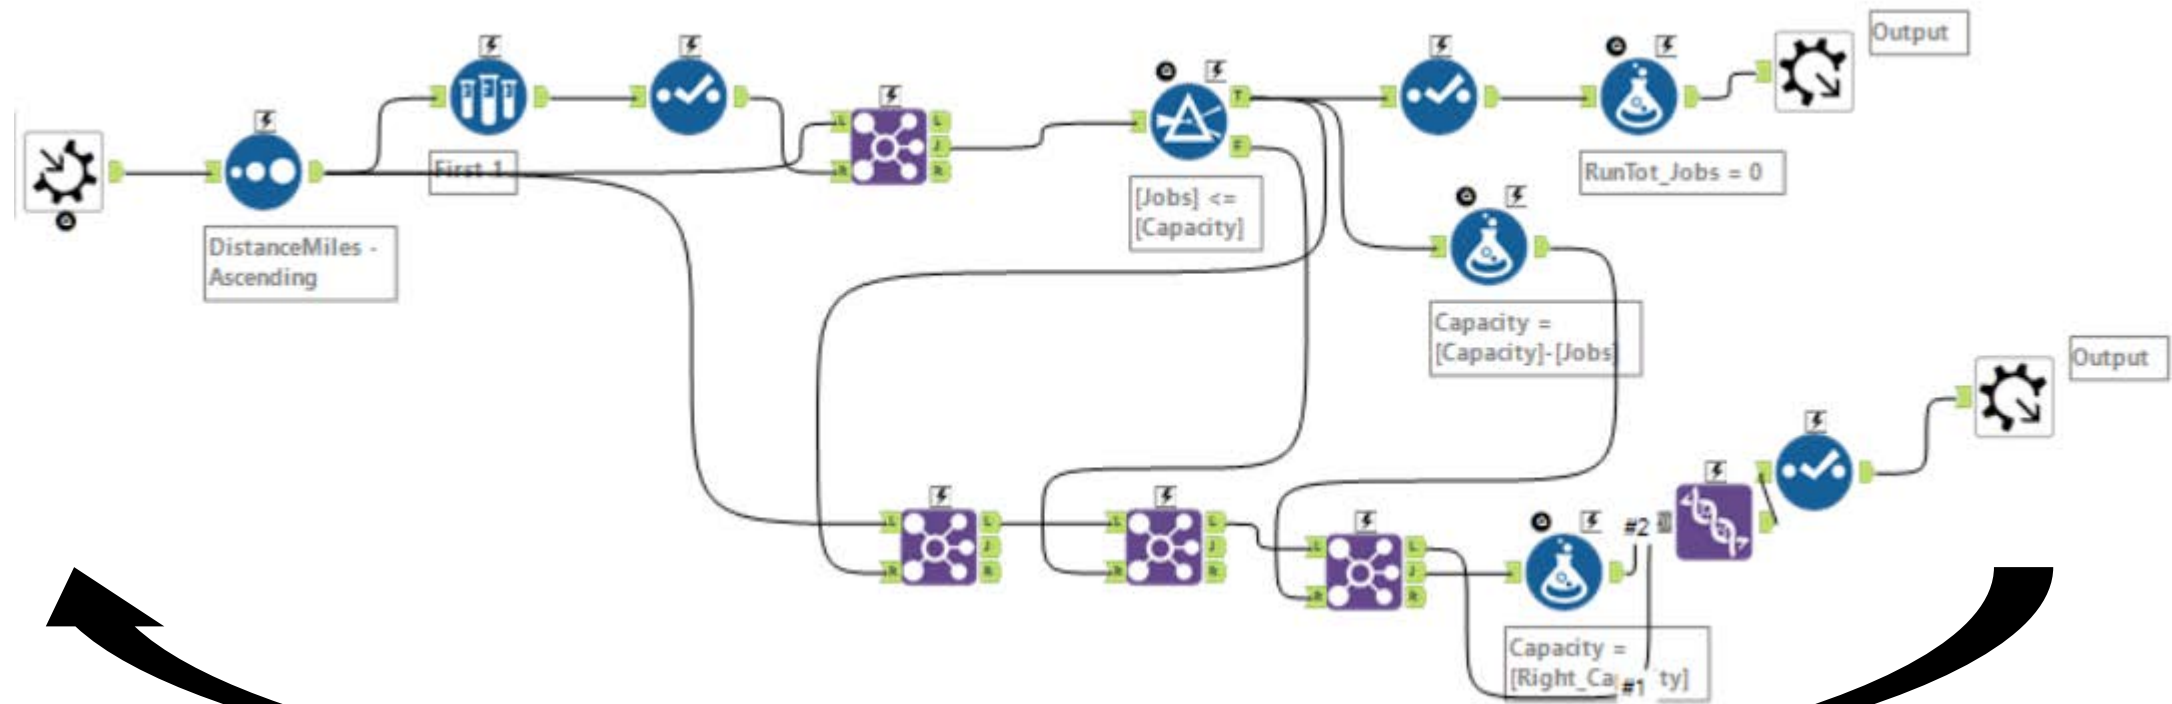 Output
First 1
RunTot_Jobs = 0
[Jobs] <=
[Capacity]
DistanceMiles -
Ascending
Capacity =
[Capacity]-[Jobs]
Output
#2
Capacity =
#1
L
J
R
L
R
T
F
L
R
L
J
R
L
R
L
J
R
L
R
L
J
R